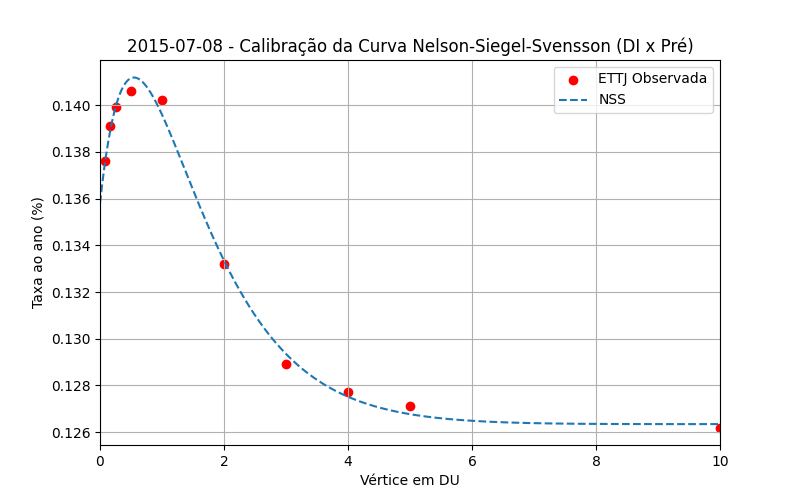 2015-07-08 - Calibração da Curva Nelson-Siegel-Svensson (DI x Pré)
ETTJ Observada
NSS
Taxa ao ano (%)
0.140
0.138
0.136
0.134
0.132
0.130
0.128
0.126
0 2 4 6 8 10
Vértice em DU